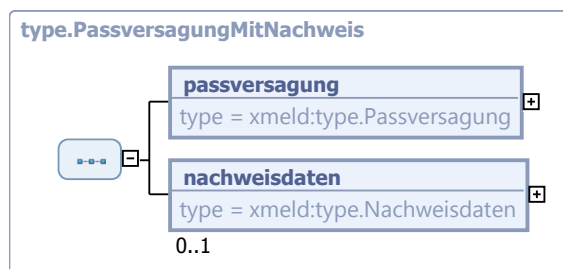 type.PassversagungMitNachweis
passversagung
type = xmeld:type.Passversagung
nachweisdaten
type = xmeld:type.Nachweisdaten
0..1